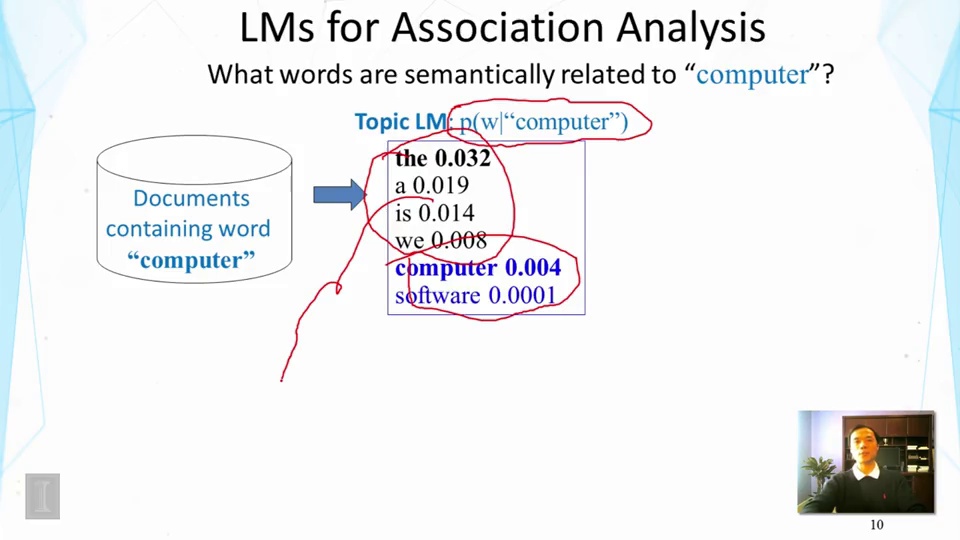 LMs for Association Analysis
What words are semantically related to “computer”?
Topic LM: p(w|“computer”)
Documents
containing word
“computer”
the 0.032
a 0.019
is 0.014
we 0.008
computer 0.004
software 0.0001
I
10